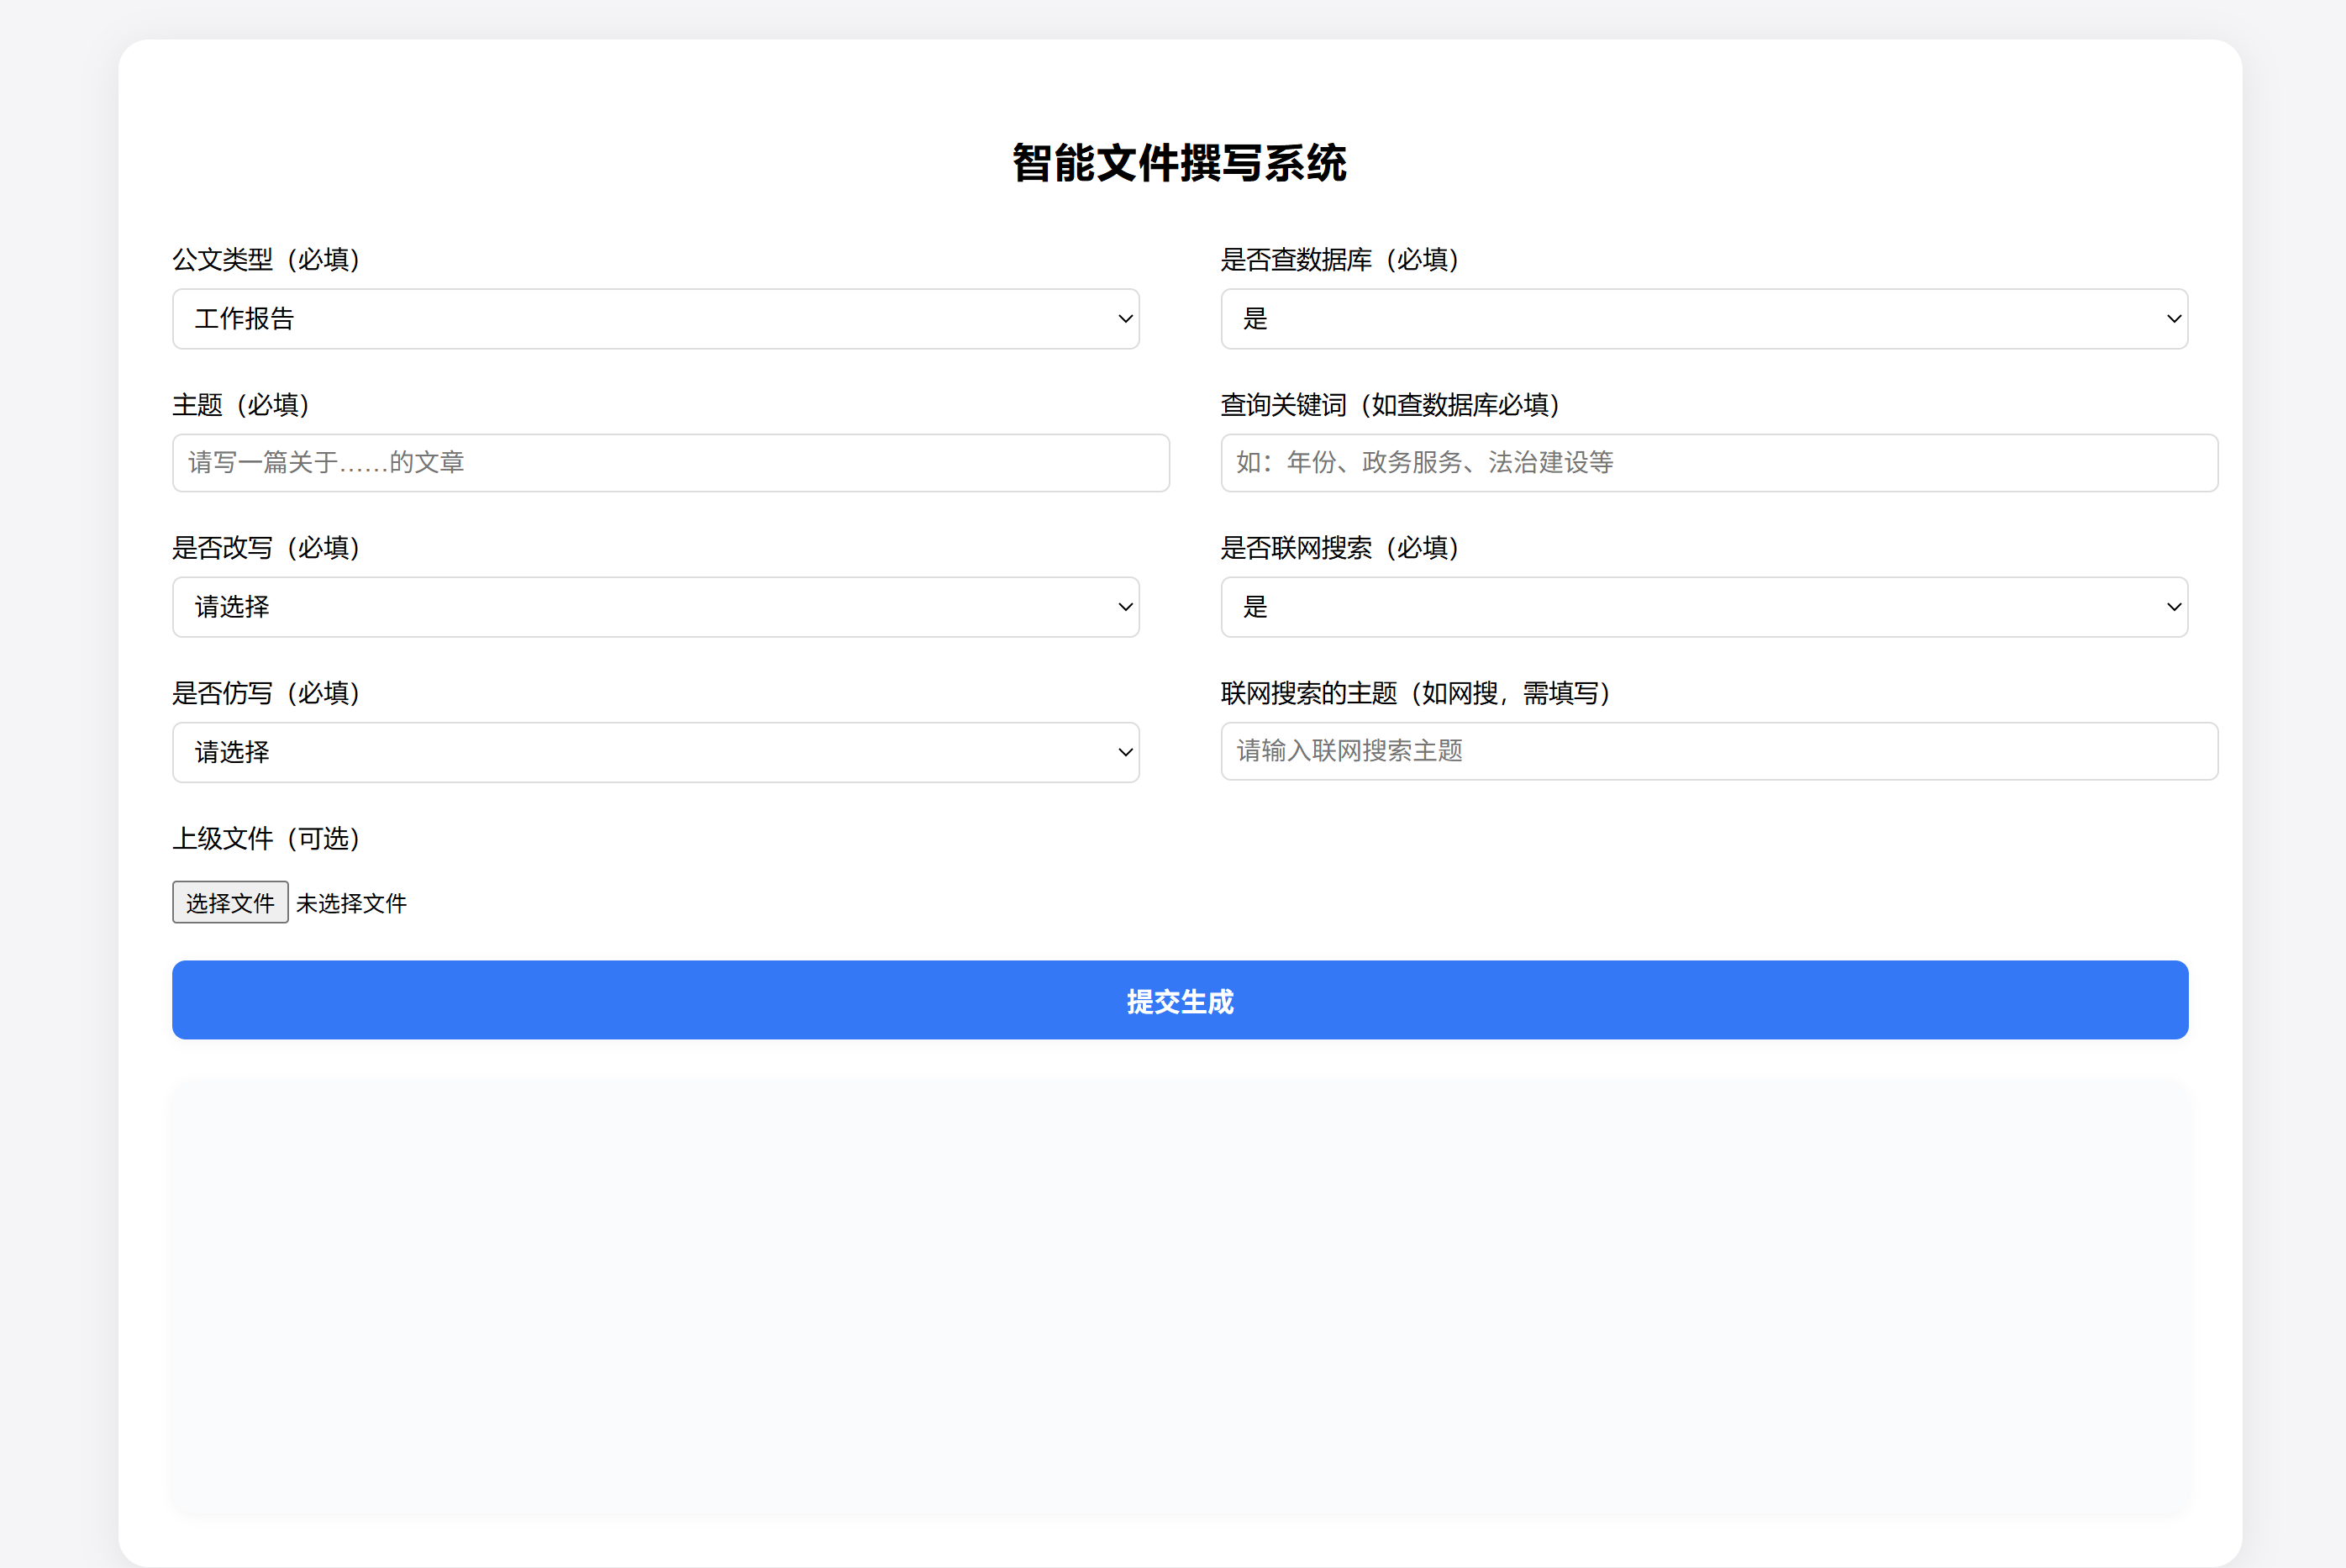 智能文件撰写系统
公文类型（必填）
工作报告
是否查数据库（必填）
是
主题（必填）
请写一篇关于……的文章
查询关键词（如查数据库必填）
如：年份、政务服务、法治建设等
是否改写（必填）
请选择
是否联网搜索（必填）
是
是否仿写（必填）
请选择
联网搜索的主题（如网搜，需填写）
请输入联网搜索主题
上级文件（可选）
选择文件 未选择文件
提交生成